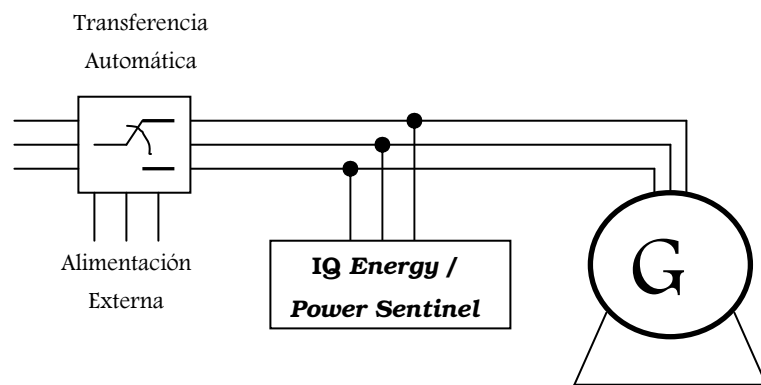 Transferencia
Automática
Alimentación
Externa
IQ Energy /
Power Sentinel
G